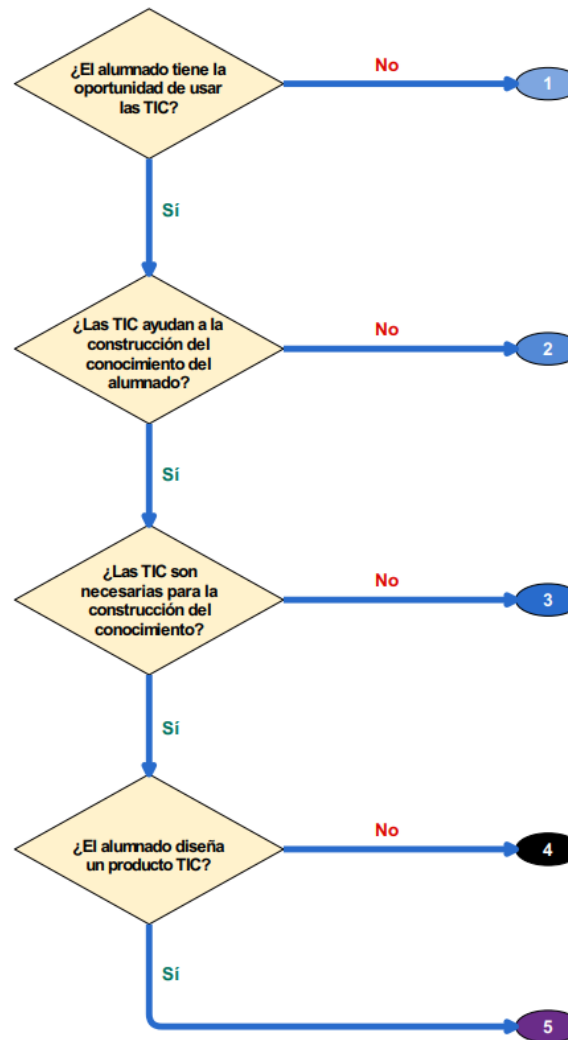 ¿El alumnado tiene la
oportunidad de usar
las TIC?
No
1
Sí
¿Las TIC ayudan a la
construcción del
conocimiento del
alumnado?
No
2
Sí
¿Las TIC son
necesarias para la
construcción del
conocimiento?
No
3
Sí
¿El alumnado diseña
un producto TIC?
No
4
Sí
5